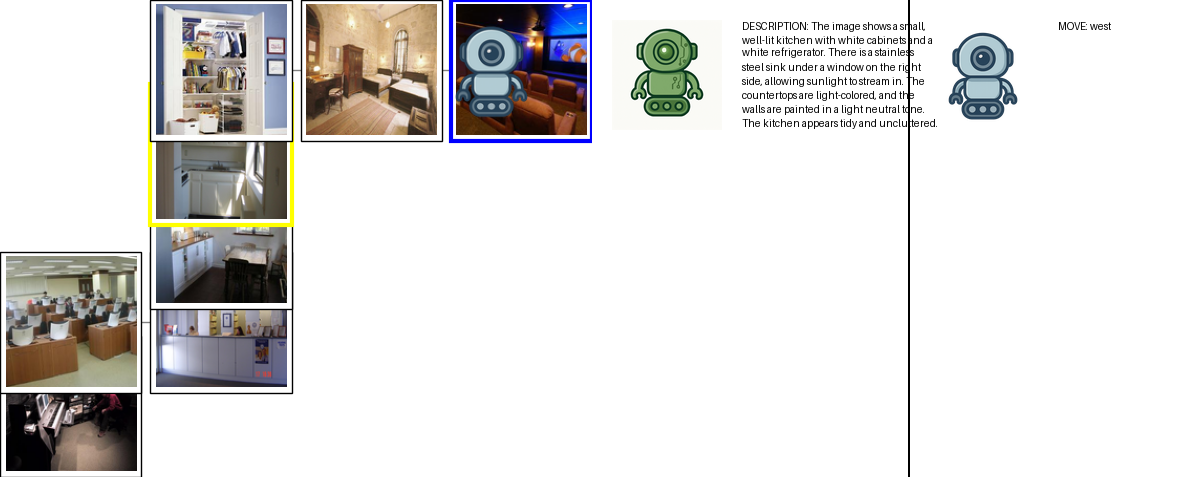 DESCRIPTION: The image shows a small,
well-lit kitchen with white cabinets and a
white refrigerator. There is a stainless
steel sink under a window on the right
side, allowing sunlight to stream in. The
countertops are light-colored, and the
walls are painted in a light neutral tone.
The kitchen appears tidy and uncluttered.
MOVE: west